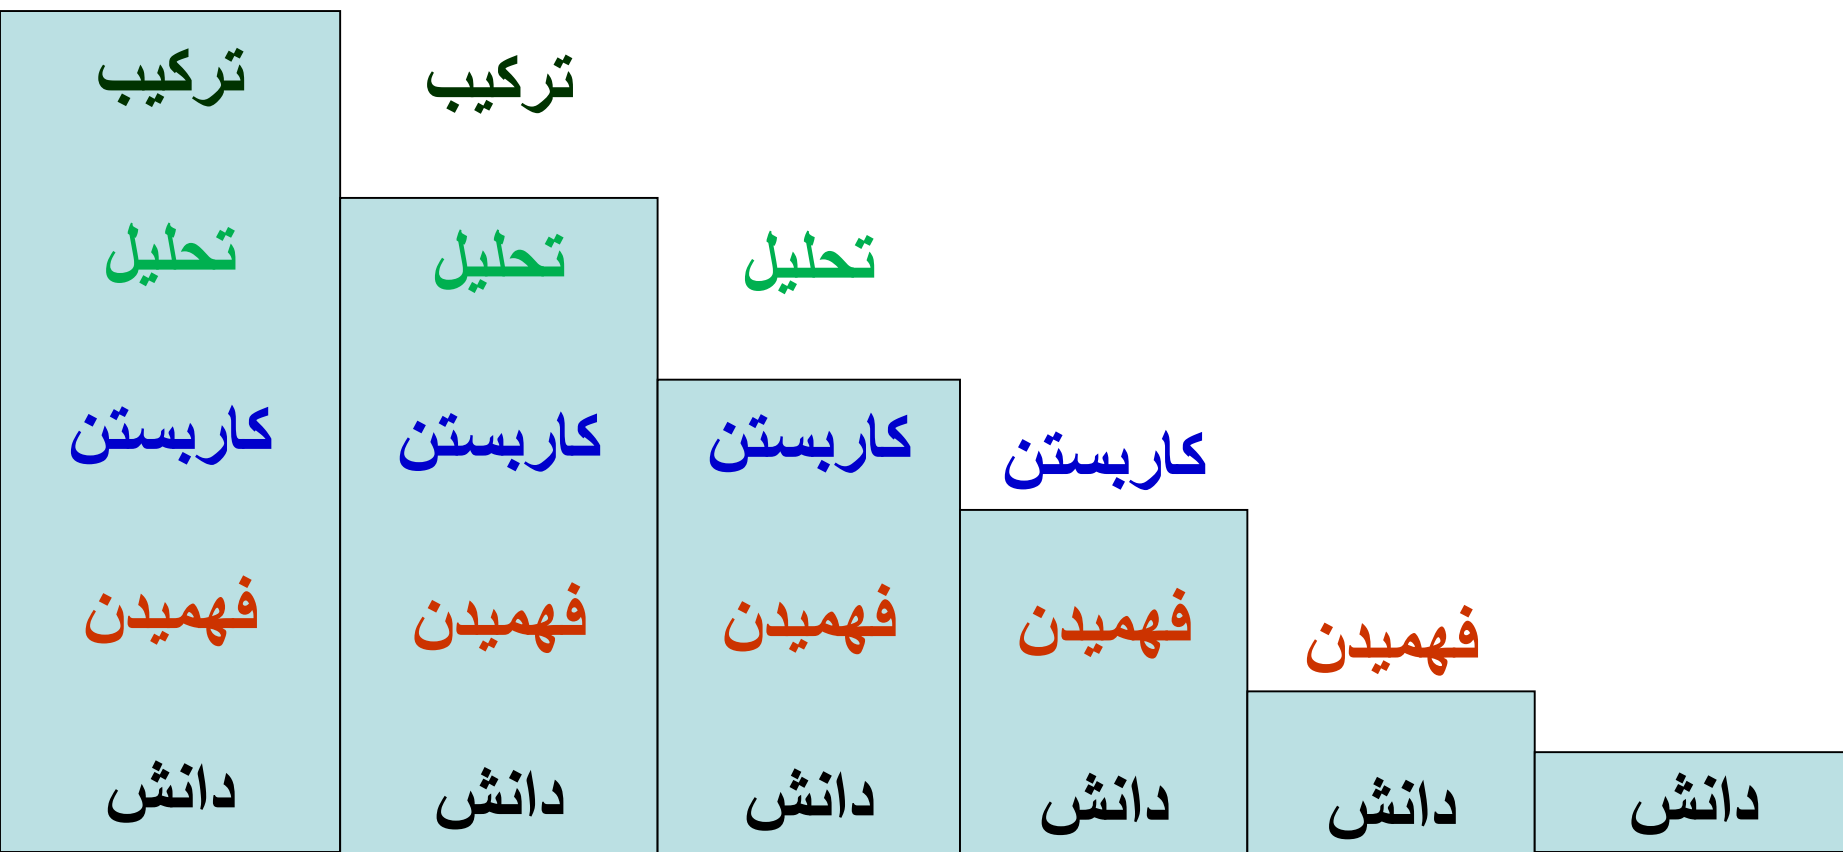 ترکیب ترکیب
تحلیل تحلیل تحلیل
کاربستن کاربستن کاربستن کاربستن
فهمیدن فهمیدن فهمیدن فهمیدن فهمیدن
دانش دانش دانش دانش دانش دانش